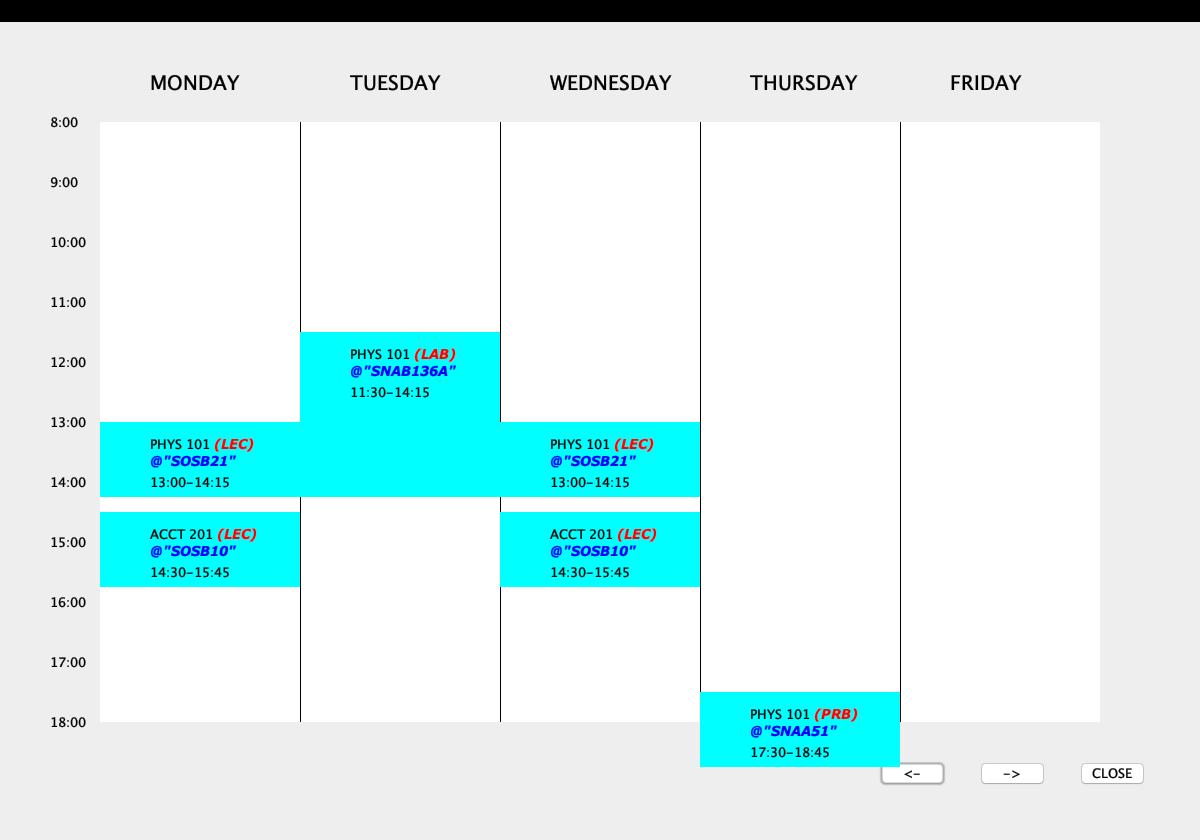 MONDAY TUESDAY WEDNESDAY THURSDAY FRIDAY
8:00
9:00
10:00
11:00
12:00
13:00
14:00
15:00
16:00
17:00
18:00
PHYS 101 (LEC)
@"SOSB21"
13:00-14:15
ACCT 201 (LEC)
@"SOSB10"
14:30-15:45
PHYS 101 (LAB)
@"SNAB136A"
11:30-14:15
PHYS 101 (LEC)
@"SOSB21"
13:00-14:15
ACCT 201 (LEC)
@"SOSB10"
14:30-15:45
PHYS 101 (PRB)
@"SNAA51"
17:30-18:45
<- -> CLOSE